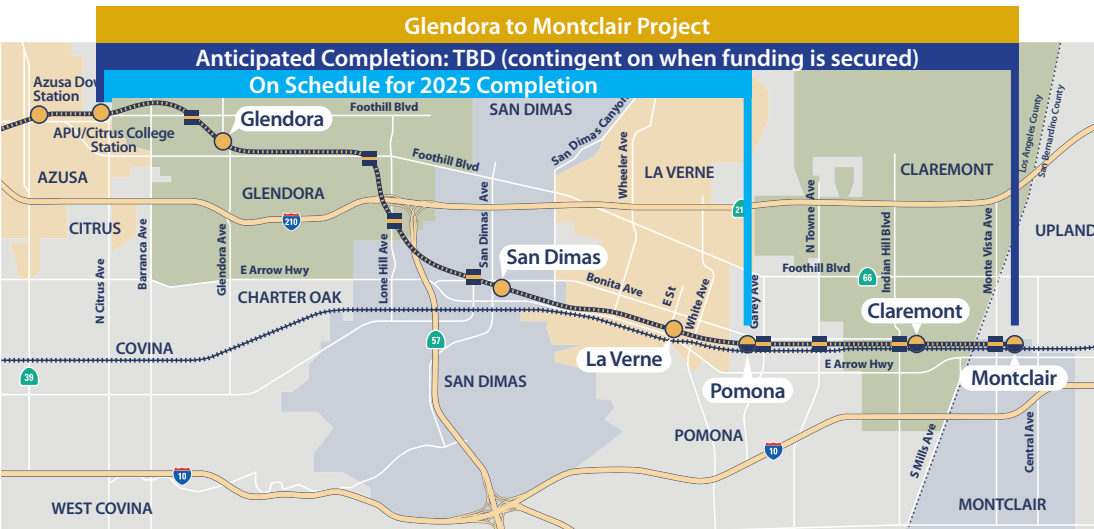 Glendora to Montclair Project
Anticipated Completion: TBD (contingent on when funding is secured)
On Schedule for 2025 Completion
Azusa Dow
Station
APU/Citrus College
Station
Glendora
Foothill Blvd
SAN DIMAS
San Dimas Canyon
Wheeler Ave
LA VERNE
CLAREMONT
Los Angeles County
San Bernardino County
AZUSA
GLENDORA
Foothill Blvd
210
21
CITRUS
UPLAND
N Citrus Ave
Barranca Ave
Glendora Ave
E Arrow Hwy
Lone Hill Ave
San Dimas Ave
San Dimas
Bonita Ave
E St
White Ave
Garey Ave
N Towne Ave
Foothill Blvd
66
Indian Hill Blvd
Monte Vista Ave
CHARTER OAK
Claremont
COVINA
57
La Verne
E Arrow Hwy
39
SAN DIMAS
Pomona
Montclair
POMONA
10
10
S Mills Ave
Central Ave
WEST COVINA
MONTCLAIR